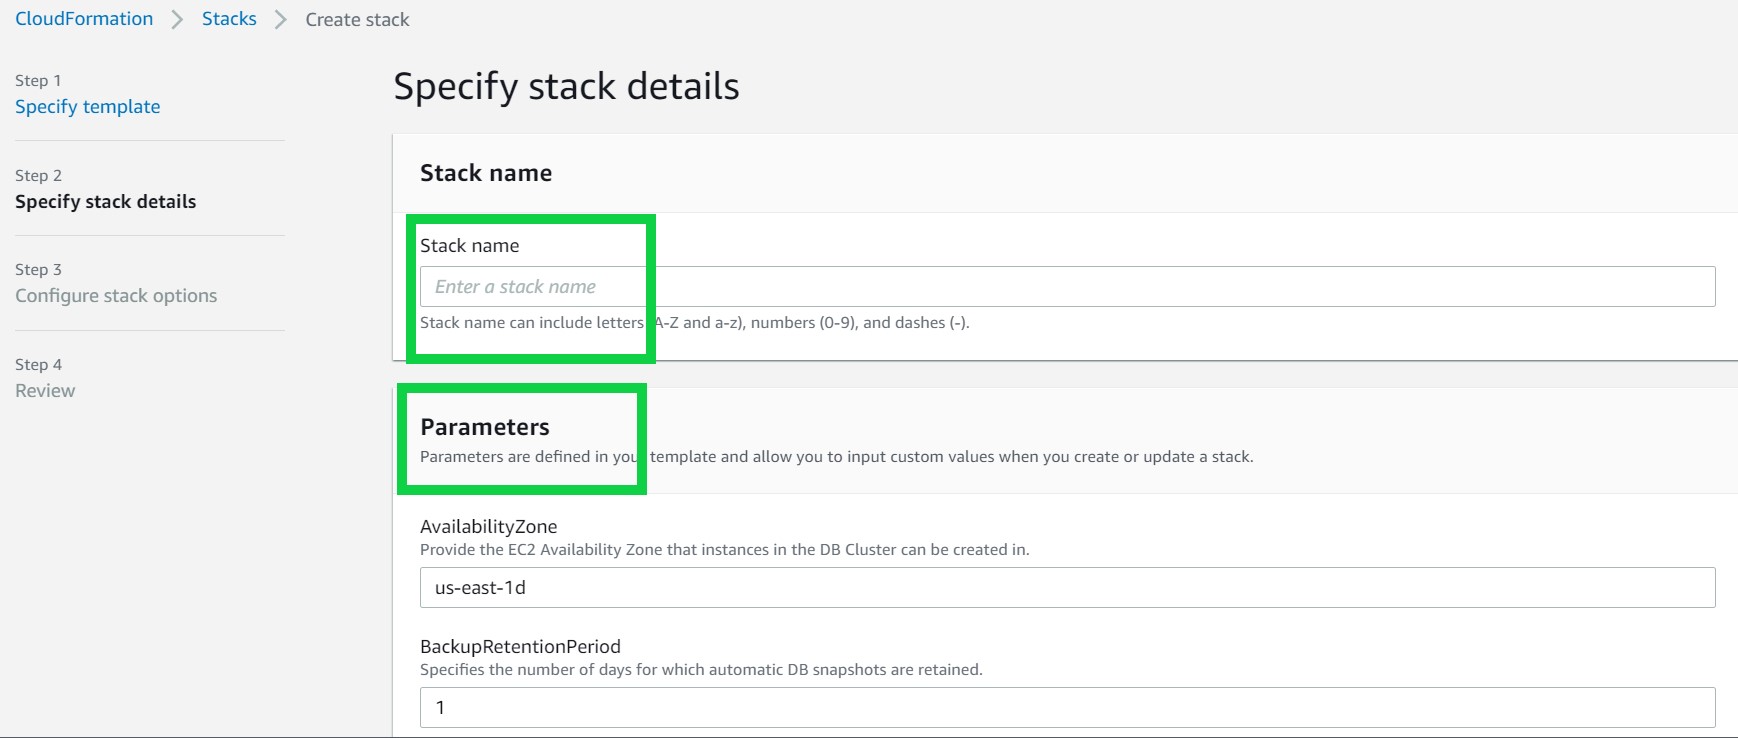 CloudFormation > Stacks > Create stack
Step 1
Specify template
Step 2
Specify stack details
Step 3
Configure stack options
Step 4
Review
Specify stack details
Stack name
Stack name
Enter a stack name
Stack name can include letters (A-Z and a-z), numbers (0-9), and dashes (-).
Parameters
Parameters are defined in your template and allow you to input custom values when you create or update a stack.
AvailabilityZone
Provide the EC2 Availability Zone that instances in the DB Cluster can be created in.
us-east-1d
BackupRetentionPeriod
Specifies the number of days for which automatic DB snapshots are retained.
1